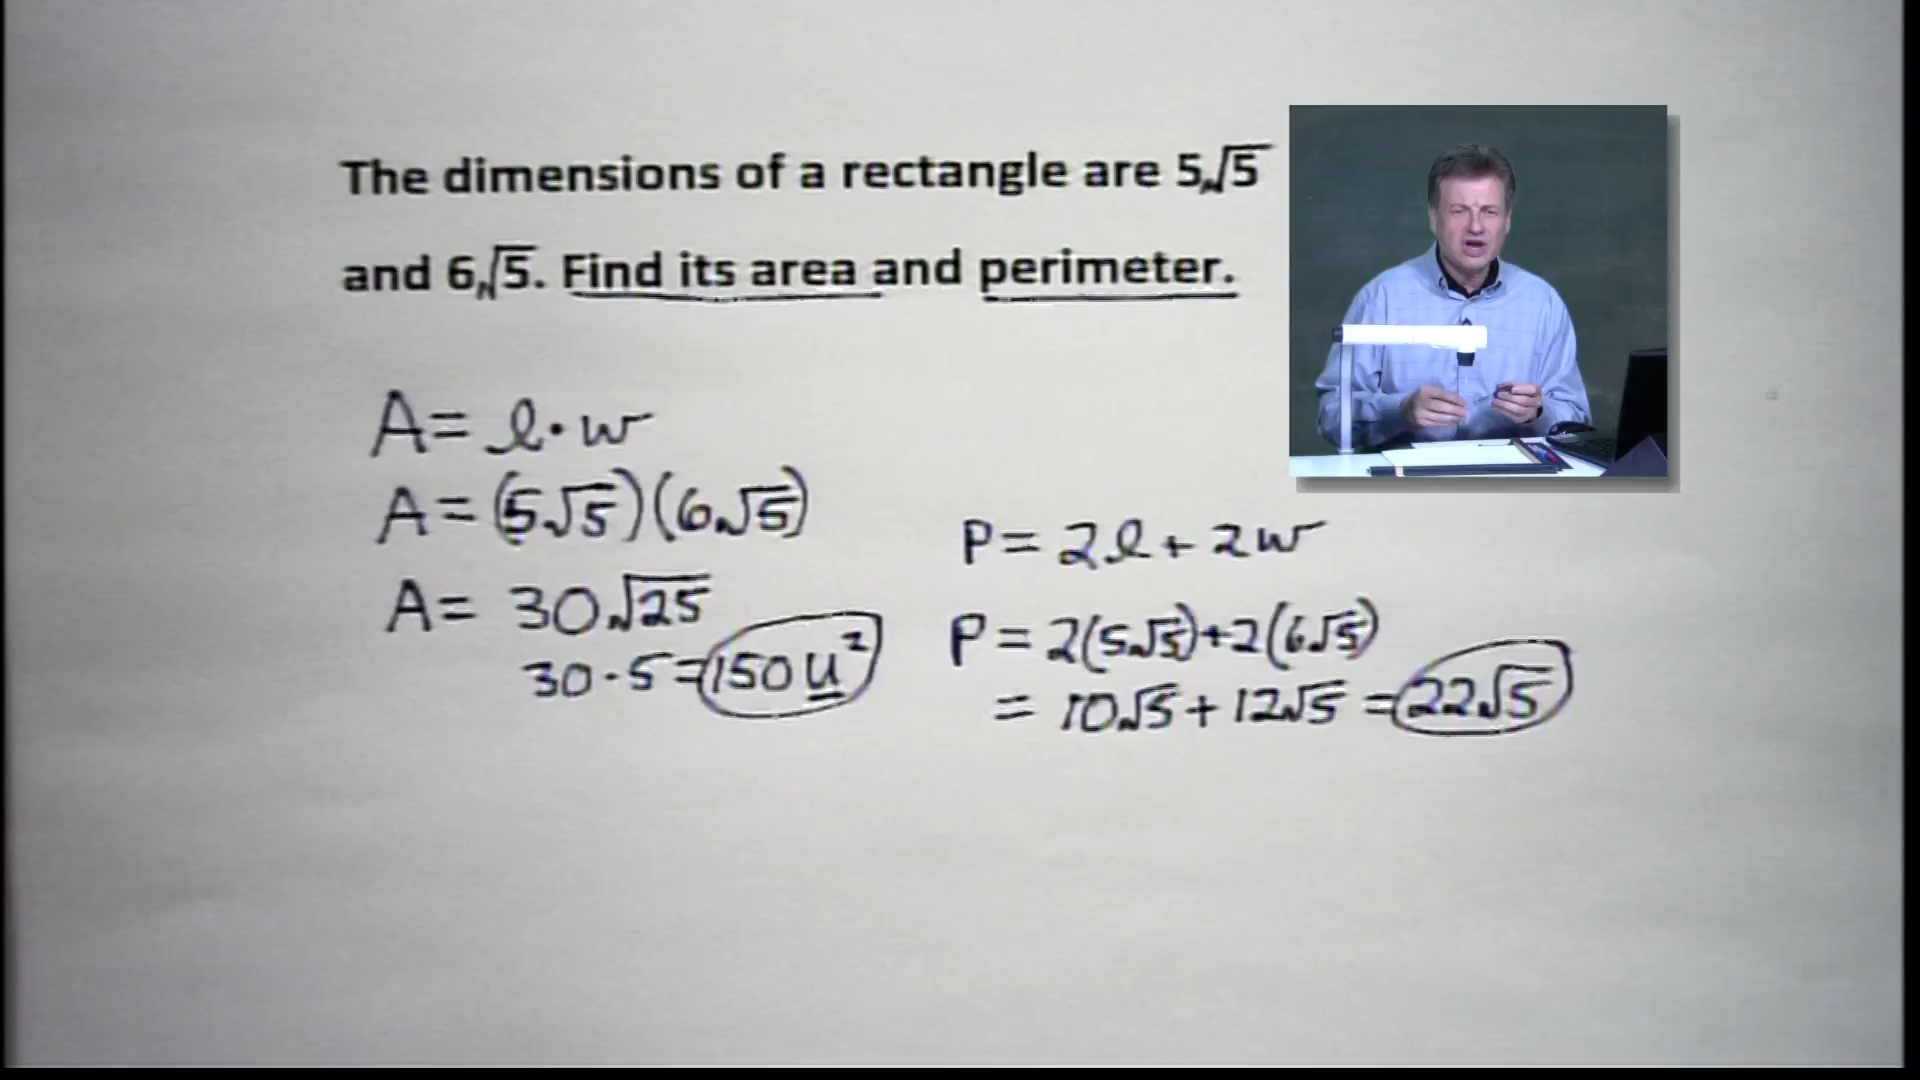 The dimensions of a rectangle are 5√5
and 6√5. Find its area and perimeter.
A = l · w
A = (5√5)(6√5)
A = 30√25
30 · 5 = 150 u²
P = 2l + 2w
P = 2(5√5) + 2(6√5)
= 10√5 + 12√5 = 22√5